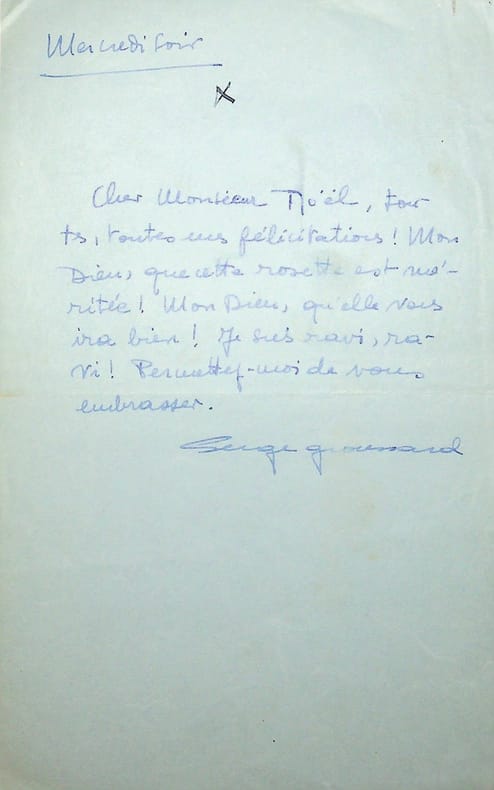 Mercredi soir
x
Cher Monsieur Noël, tou-
tes, toutes mes félicitations ! Mon
Dieu, que cette rosette est mé-
ritée ! Mon Dieu, qu'elle vous
ira bien ! Je suis ravi, ra-
vi ! Permettez-moi de vous
embrasser.
Serge Groussard